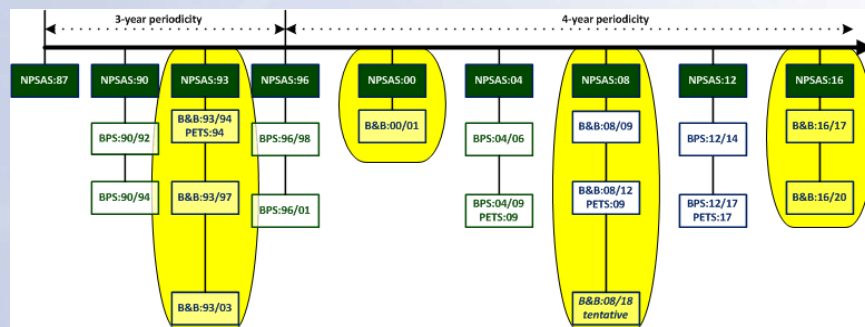 3-year periodicity
4-year periodicity
NPSAS:87
NPSAS:90
NPSAS:93
NPSAS:96
NPSAS:00
NPSAS:04
NPSAS:08
NPSAS:12
NPSAS:16
BPS:90/92
B&B:93/94
PETS:94
BPS:96/98
B&B:00/01
BPS:04/06
B&B:08/09
BPS:12/14
B&B:16/17
BPS:90/94
B&B:93/97
BPS:96/01
BPS:04/09
PETS:09
B&B:08/12
PETS:09
BPS:12/17
PETS:17
B&B:16/20
B&B:93/03
B&B:08/18
tentative